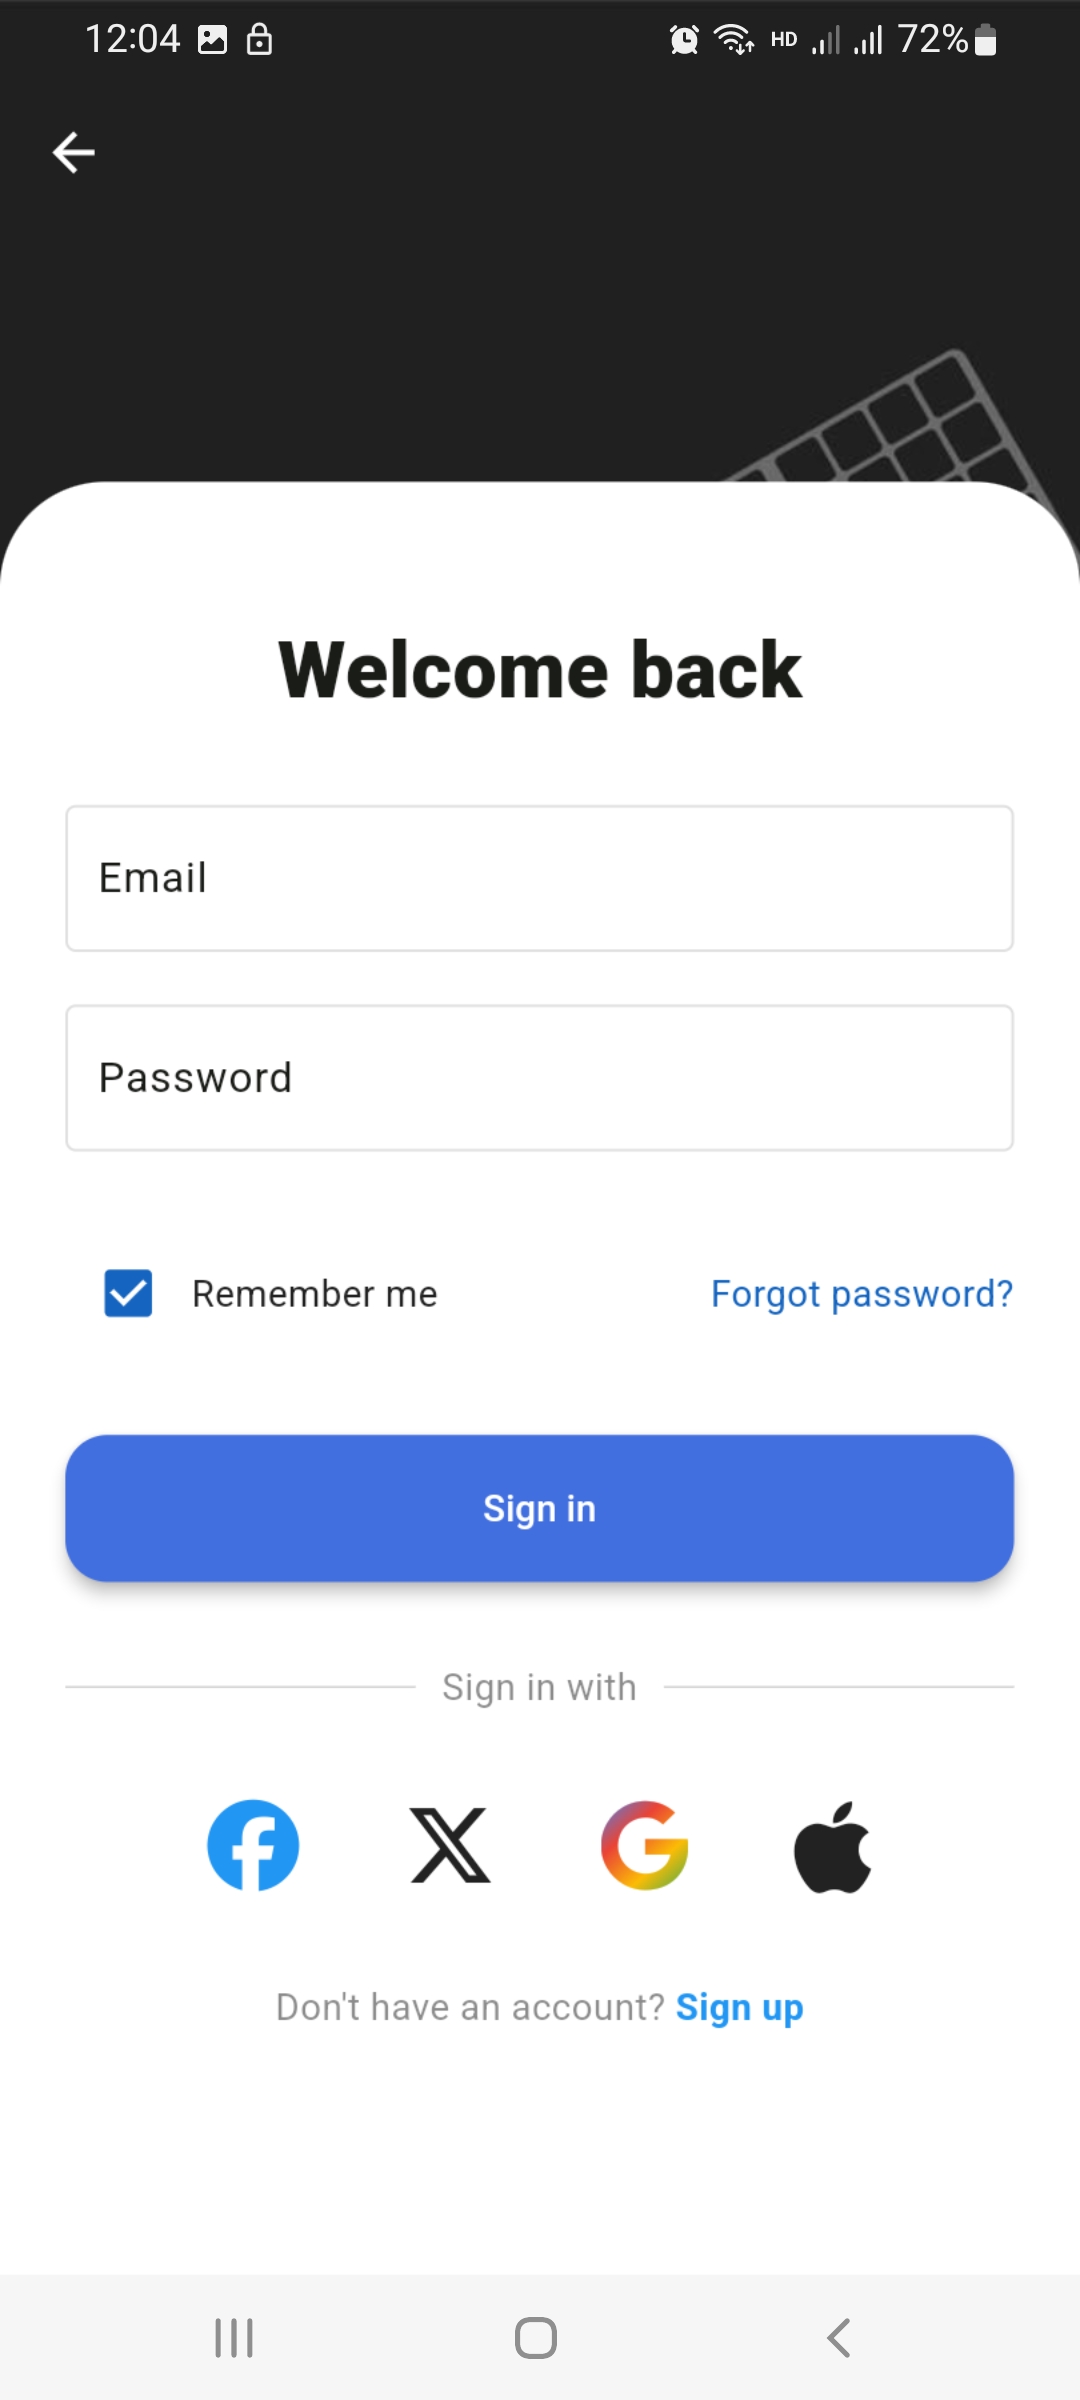 12:04 HD 72%
Welcome back
Email
Password
Remember me Forgot password?
Sign in
Sign in with
Don't have an account? Sign up